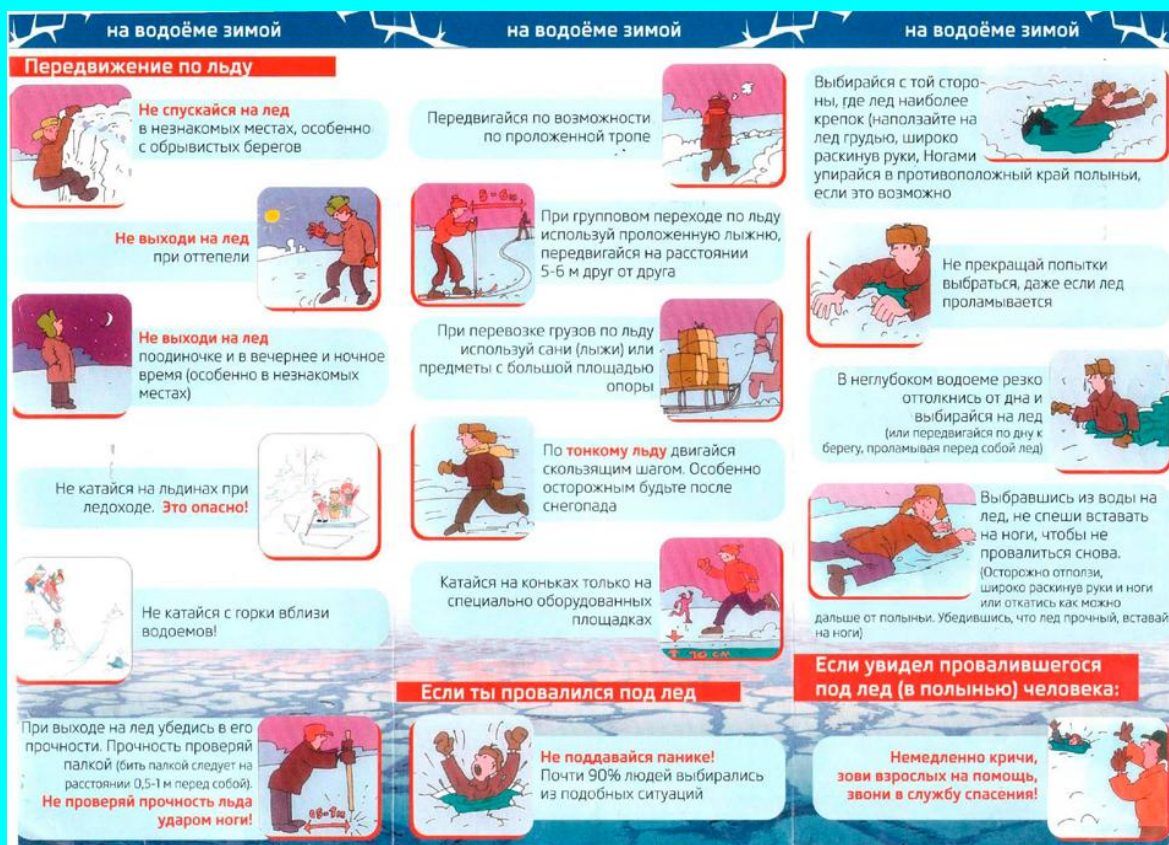 на водоёме зимой
Передвижение по льду
Не спускайся на лед
в незнакомых местах, особенно
с обрывистых берегов
Не выходи на лед
при оттепели
Не выходи на лед
поодиночке и в вечернее и ночное
время (особенно в незнакомых
местах)
Не катайся на льдинах при
ледоходе. Это опасно!
Не катайся с горки вблизи
водоемов!
При выходе на лед убедись в его
прочности. Прочность проверяй
палкой (бить палкой следует на
расстоянии 0,5-1 м перед собой).
Не проверяй прочность льда
ударом ноги!
05-1м
на водоёме зимой
Передвигайся по возможности
по проложенной тропе
5-6м
При групповом переходе по льду
используй проложенную лыжню,
передвигайся на расстоянии
5-6 м друг от друга
При перевозке грузов по льду
используй сани (лыжи) или
предметы с большой площадью
опоры
По тонкому льду двигайся
скользящим шагом. Особенно
осторожным будьте после
снегопада
Катайся на коньках только на
специально оборудованных
площадках
10 см
Если ты провалился под лед
Не поддавайся панике!
Почти 90% людей выбирались
из подобных ситуаций
на водоёме зимой
Выбирайся с той сторо-
ны, где лед наиболее
крепок (наползайте на
лед грудью, широко
раскинув руки, Ногами
упирайся в противоположный край полыньи,
если это возможно
Не прекращай попытки
выбраться, даже если лед
проламывается
В неглубоком водоеме резко
оттолкнись от дна и
выбирайся на лед
(или передвигайся по дну к
берегу, проламывая перед собой лед)
Выбравшись из воды на
лед, не спеши вставать
на ноги, чтобы не
провалиться снова.
(Осторожно отползи,
широко раскинув руки и ноги
или откатись как можно
дальше от полыньи. Убедившись, что лед прочный, вставай
на ноги)
Если увидел провалившегося
под лед (в полынью) человека:
Немедленно кричи,
зови взрослых на помощь,
звони в службу спасения!